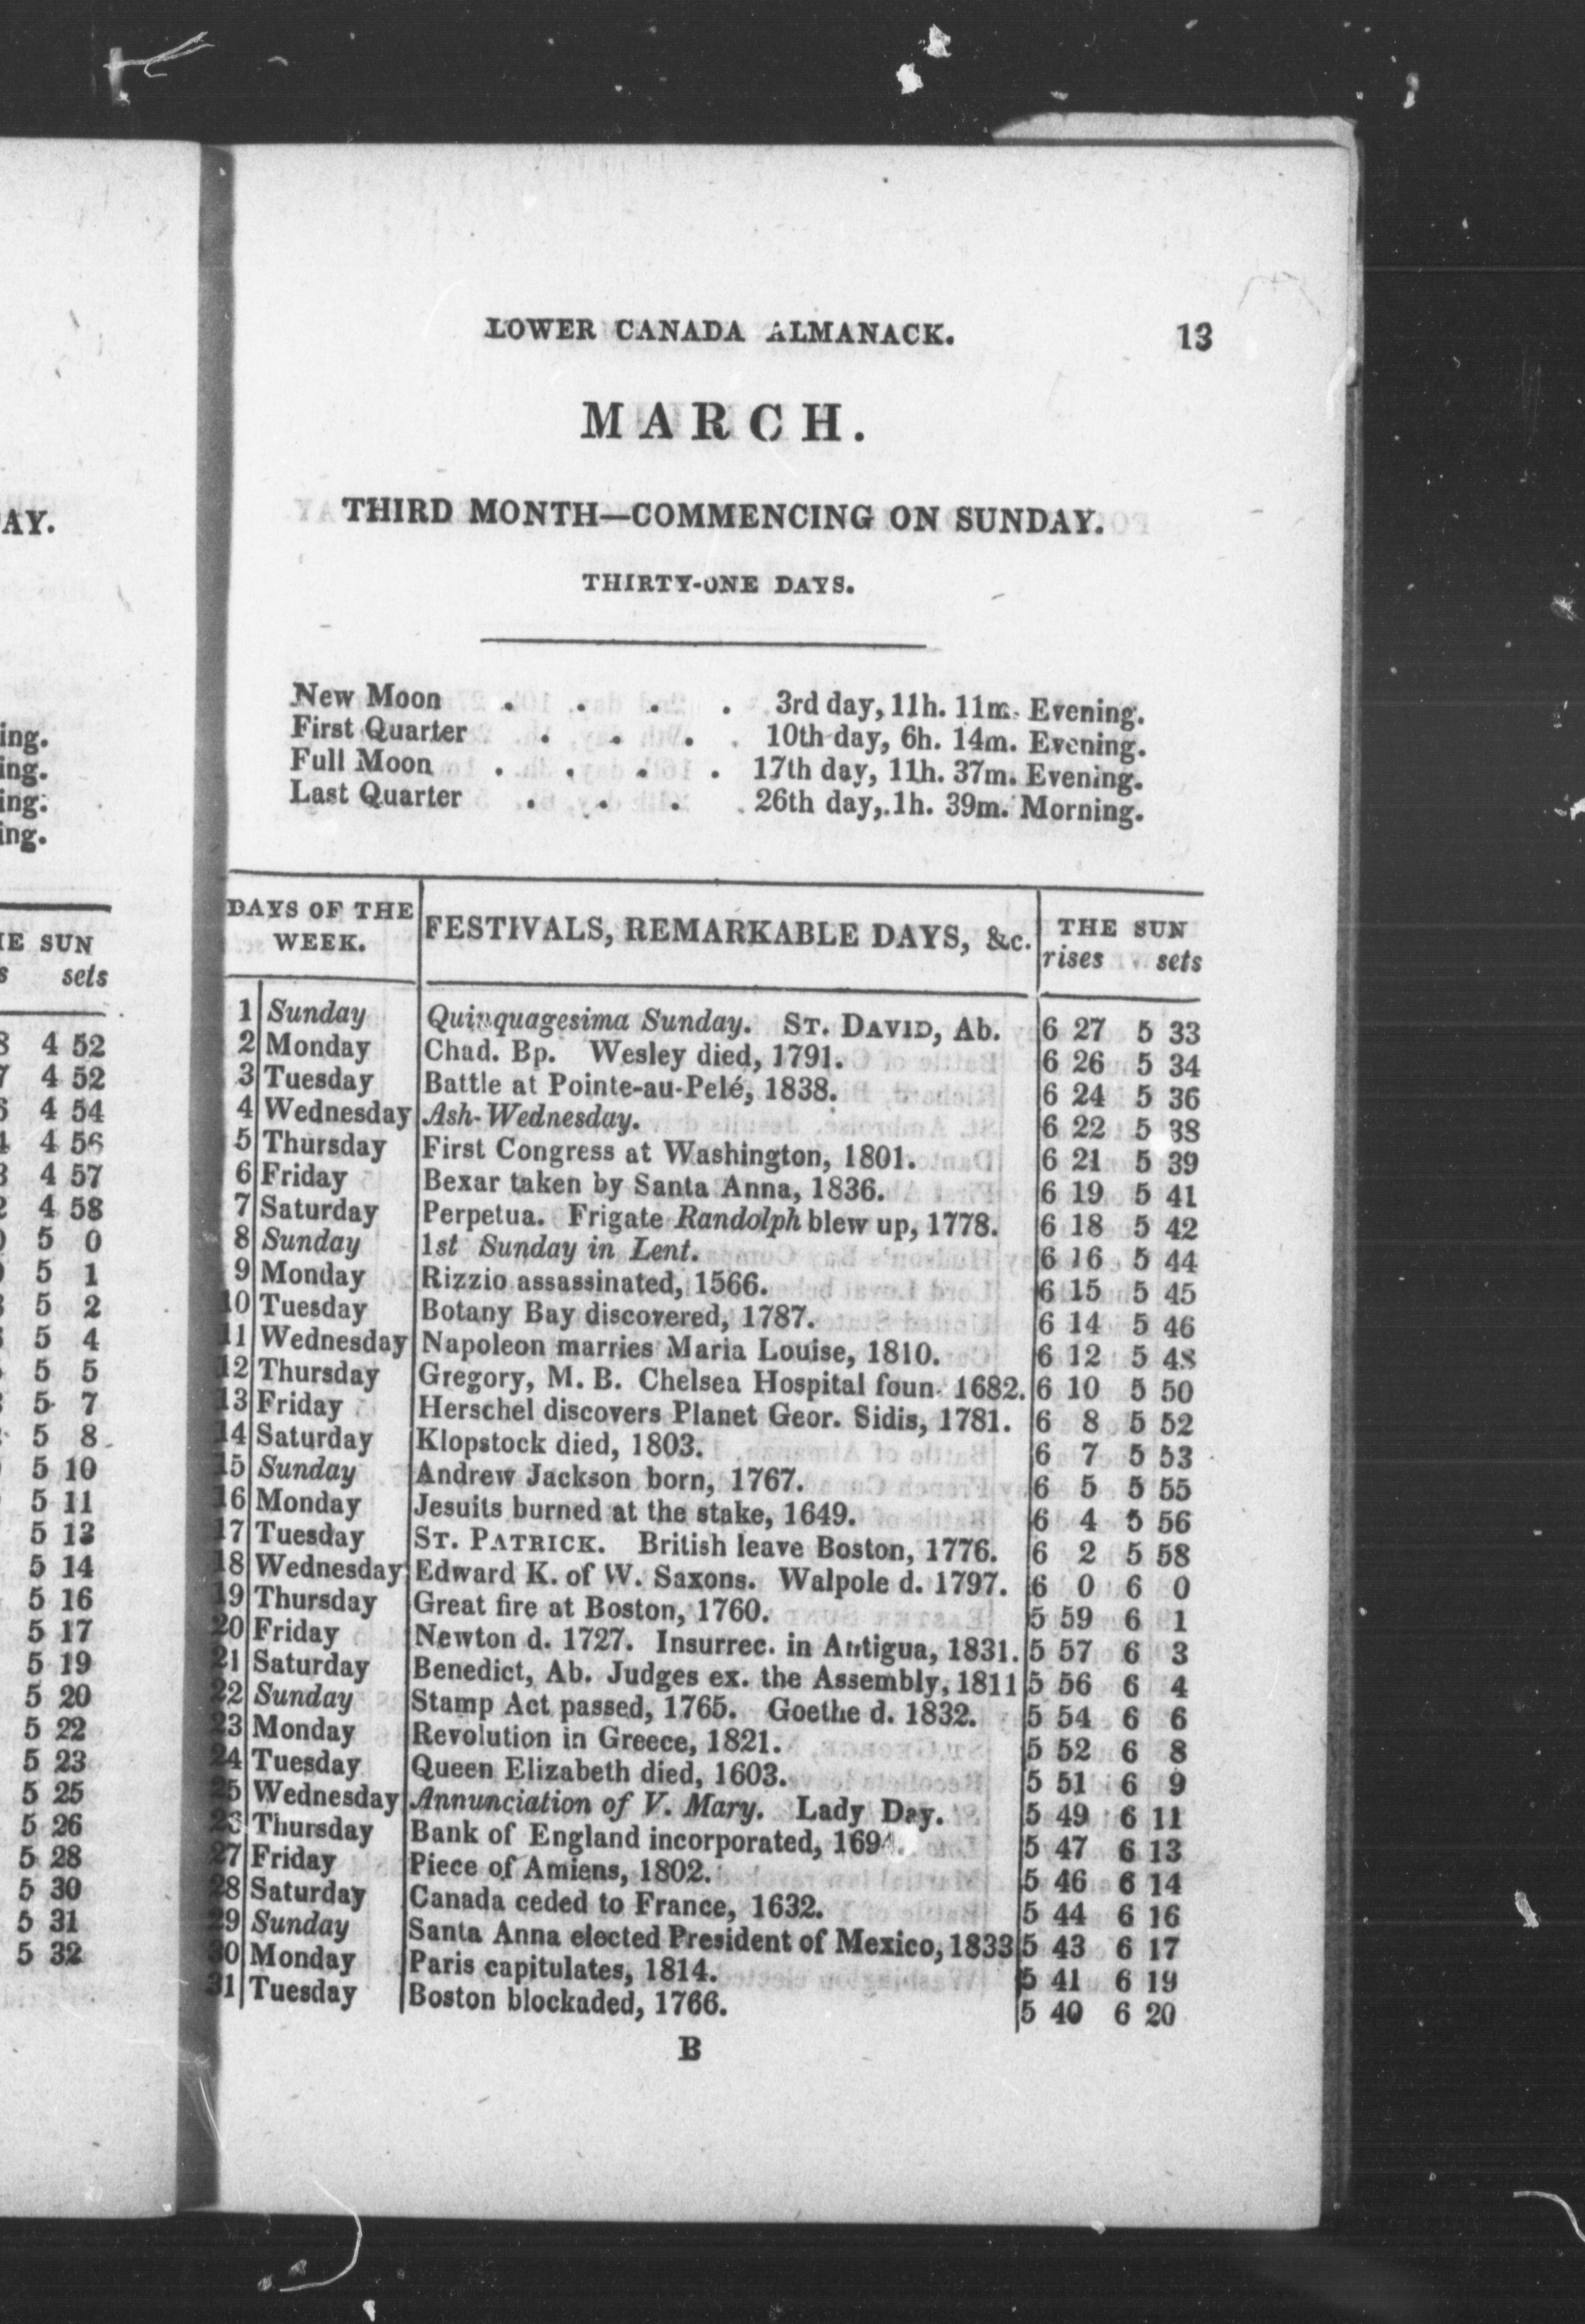 LOWER CANADA ALMANACK. 13
MARCH.
THIRD MONTH—COMMENCING ON SUNDAY.
THIRTY-ONE DAYS.
New Moon . . . . 3rd day, 11h. 11m. Evening.
First Quarter . . . . 10th day, 6h. 14m. Evening.
Full Moon . . . . 17th day, 11h. 37m. Evening.
Last Quarter . . . . 26th day, 1h. 39m. Morning.
DAYS OF THE WEEK. FESTIVALS, REMARKABLE DAYS, &c. THE SUN
rises sets
1 Sunday Quinquagesima Sunday. ST. DAVID, Ab. 6 27 5 33
2 Monday Chad. Bp. Wesley died, 1791. 6 26 5 34
3 Tuesday Battle at Pointe-au-Pelé, 1838. 6 24 5 36
4 Wednesday Ash-Wednesday. 6 22 5 38
5 Thursday First Congress at Washington, 1801. 6 21 5 39
6 Friday Bexar taken by Santa Anna, 1836. 6 19 5 41
7 Saturday Perpetua. Frigate Randolph blew up, 1778. 6 18 5 42
8 Sunday 1st Sunday in Lent. 6 16 5 44
9 Monday Rizzio assassinated, 1566. 6 15 5 45
10 Tuesday Botany Bay discovered, 1787. 6 14 5 46
11 Wednesday Napoleon marries Maria Louise, 1810. 6 12 5 48
12 Thursday Gregory, M. B. Chelsea Hospital foun. 1682. 6 10 5 50
13 Friday Herschel discovers Planet Geor. Sidis, 1781. 6 8 5 52
14 Saturday Klopstock died, 1803. 6 7 5 53
15 Sunday Andrew Jackson born, 1767. 6 5 5 55
16 Monday Jesuits burned at the stake, 1649. 6 4 5 56
17 Tuesday ST. PATRICK. British leave Boston, 1776. 6 2 5 58
18 Wednesday Edward K. of W. Saxons. Walpole d. 1797. 6 0 6 0
19 Thursday Great fire at Boston, 1760. 5 59 6 1
20 Friday Newton d. 1727. Insurrec. in Antigua, 1831. 5 57 6 3
21 Saturday Benedict, Ab. Judges ex. the Assembly, 1811 5 56 6 4
22 Sunday Stamp Act passed, 1765. Goethe d. 1832. 5 54 6 6
23 Monday Revolution in Greece, 1821. 5 52 6 8
24 Tuesday Queen Elizabeth died, 1603. 5 51 6 9
25 Wednesday Annunciation of V. Mary. Lady Day. 5 49 6 11
26 Thursday Bank of England incorporated, 1694. 5 47 6 13
27 Friday Piece of Amiens, 1802. 5 46 6 14
28 Saturday Canada ceded to France, 1632. 5 44 6 16
29 Sunday Santa Anna elected President of Mexico, 1833 5 43 6 17
30 Monday Paris capitulates, 1814. 5 41 6 19
31 Tuesday Boston blockaded, 1766. 5 40 6 20
B